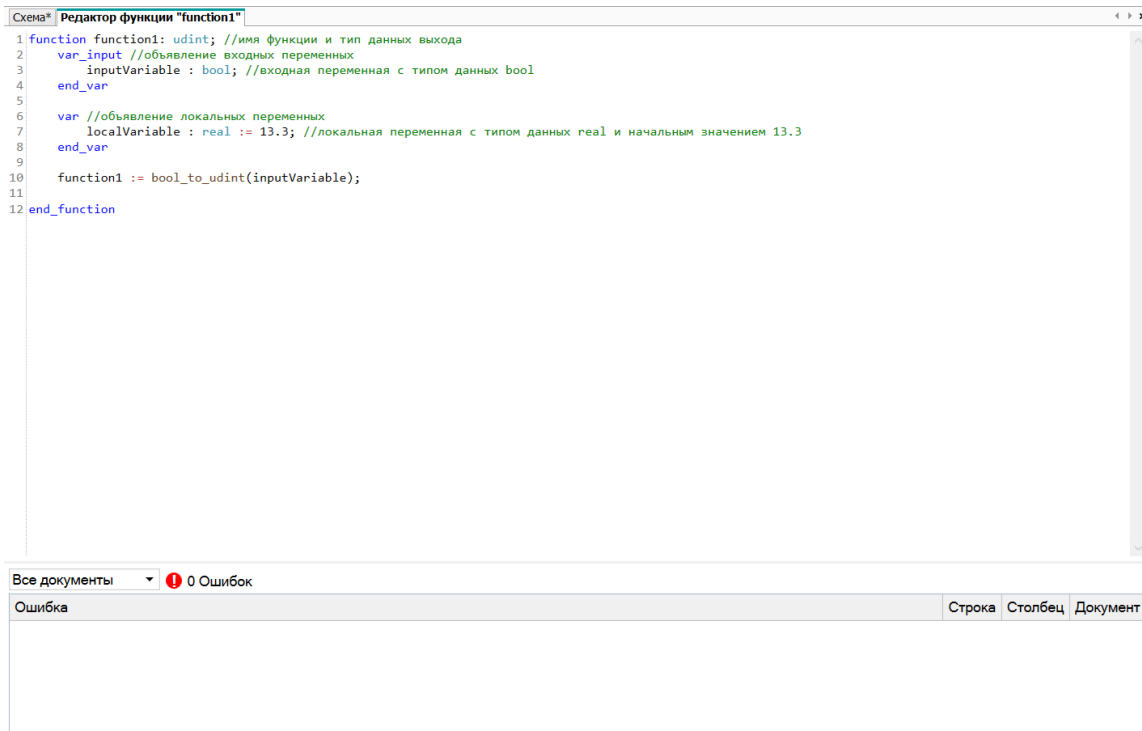 Схема* Редактор функции "function1"
1 function function1: udint; //имя функции и тип данных выхода
2 var_input //объявление входных переменных
3 inputVariable : bool; //входная переменная с типом данных bool
4 end_var
5
6 var //объявление локальных переменных
7 localVariable : real := 13.3; //локальная переменная с типом данных real и начальным значением 13.3
8 end_var
9
10 function1 := bool_to_udint(inputVariable);
11
12 end_function
Все документы 0 Ошибок
Ошибка Строка Столбец Документ